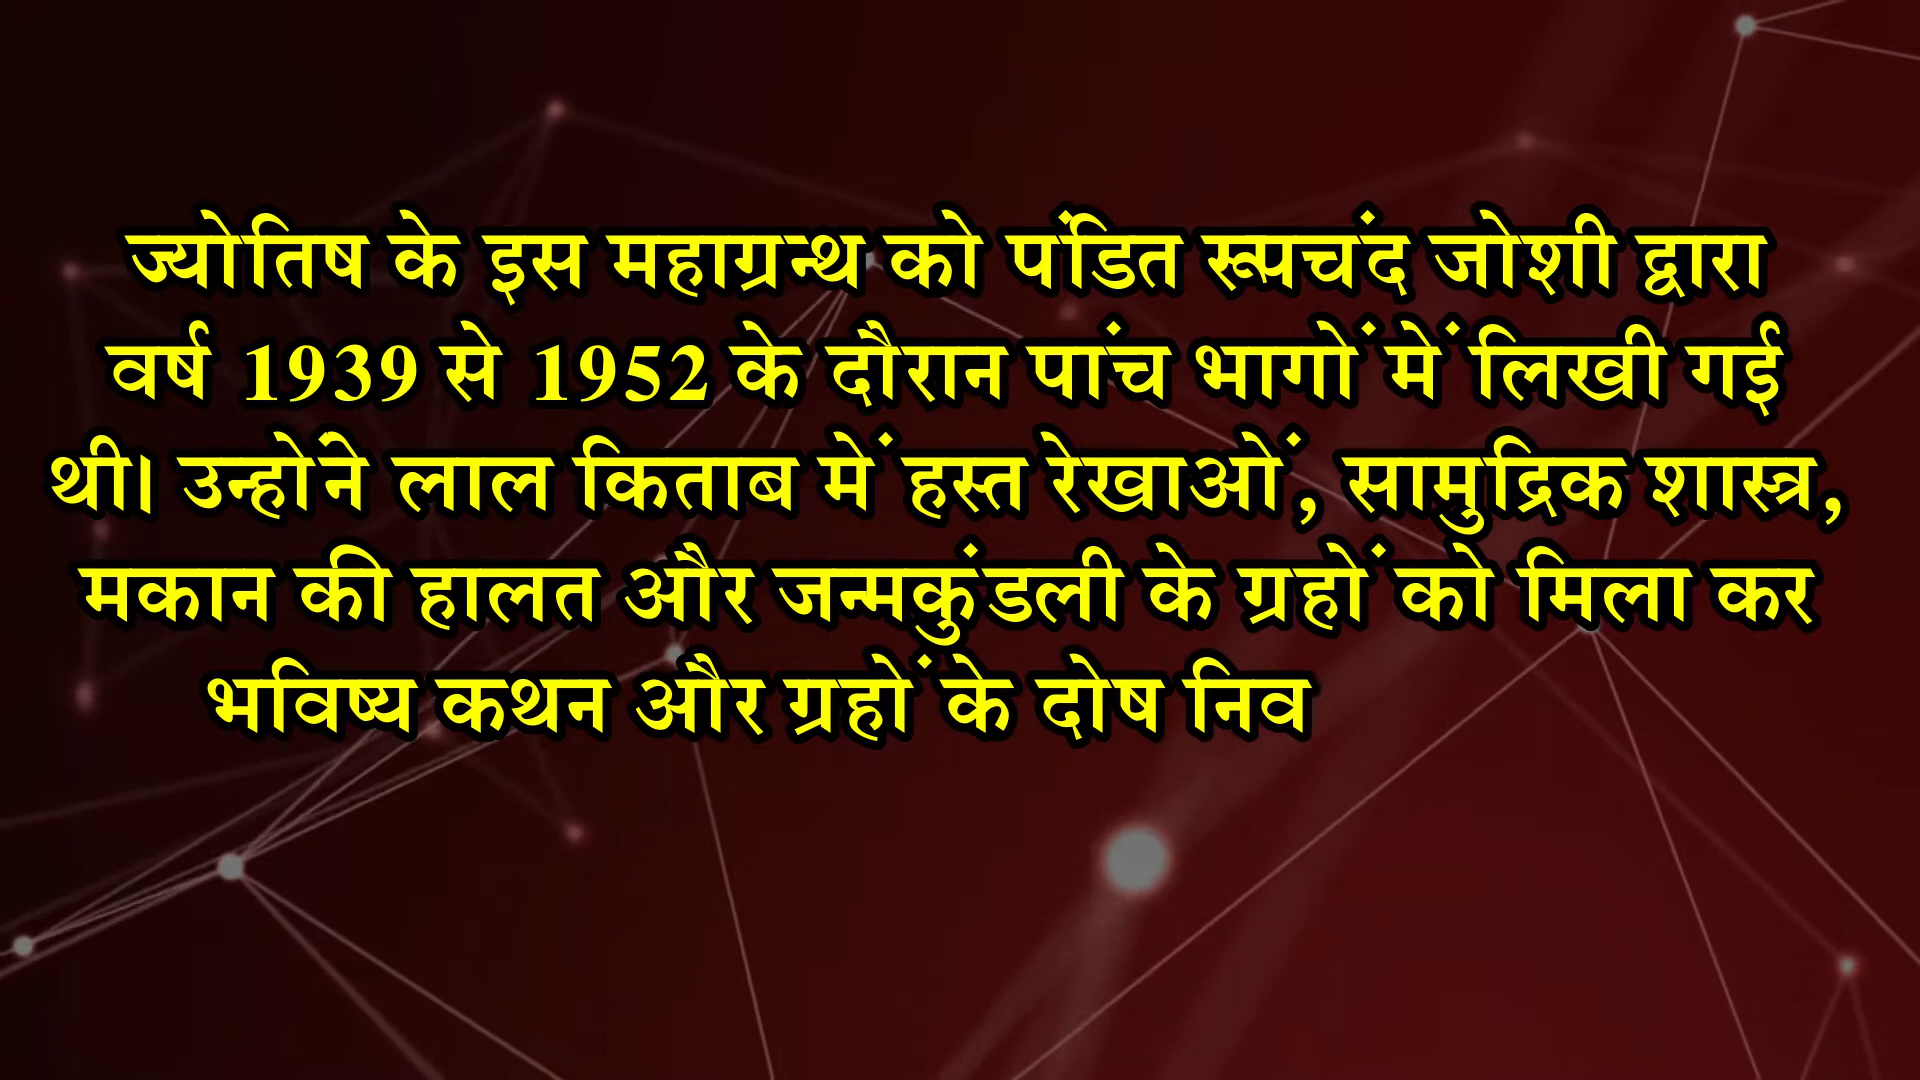 ज्योतिष के इस महाग्रन्थ को पंडित रूपचंद जोशी द्वारा
वर्ष 1939 से 1952 के दौरान पांच भागों में लिखी गई
थी। उन्होंने लाल किताब में हस्त रेखाओं, सामुद्रिक शास्त्र,
मकान की हालत और जन्मकुंडली के ग्रहों को मिला कर
भविष्य कथन और ग्रहों के दोष निव